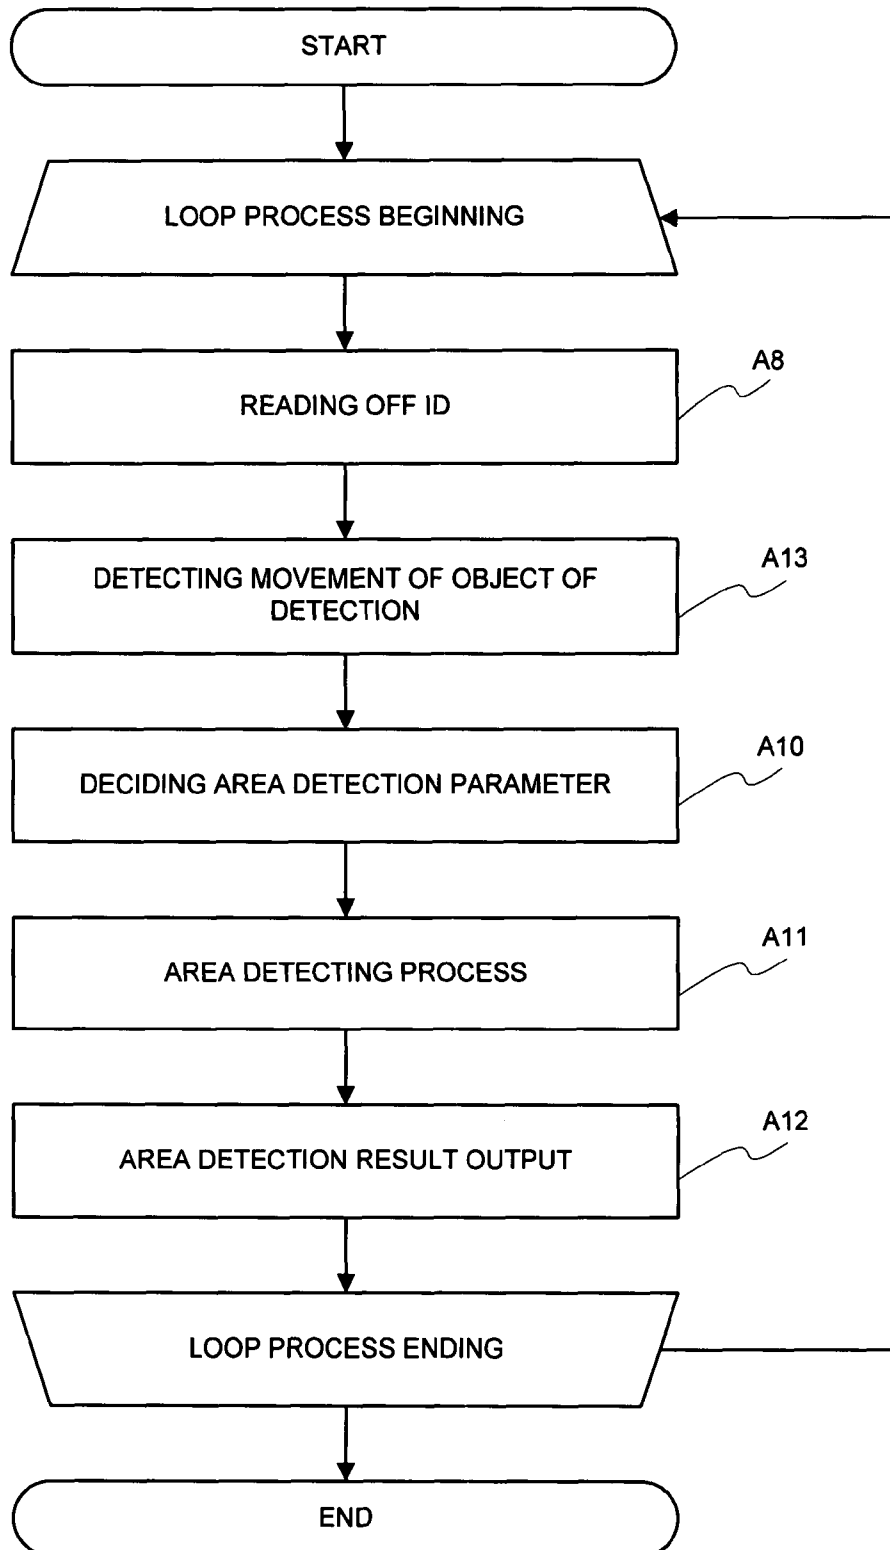 START
LOOP PROCESS BEGINNING
READING OFF ID
A8
DETECTING MOVEMENT OF OBJECT OF
DETECTION
A13
DECIDING AREA DETECTION PARAMETER
A10
AREA DETECTING PROCESS
A11
AREA DETECTION RESULT OUTPUT
A12
LOOP PROCESS ENDING
END